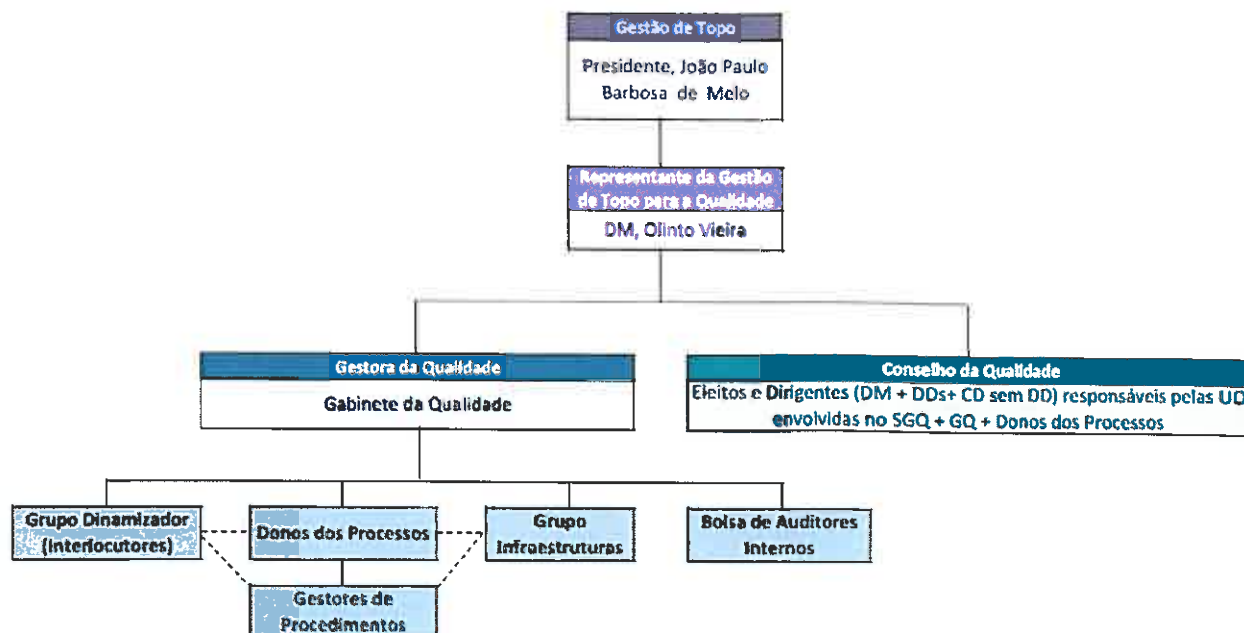 Gestão de Topo
Presidente, João Paulo
Barbosa de Melo
Representante da Gestão
de Topo para a Qualidade
DM, Olinto Vieira
Gestora da Qualidade
Gabinete da Qualidade
Conselho da Qualidade
Eleitos e Dirigentes (DM + DDs+ CD sem DD) responsáveis pelas UO
envolvidas no SGQ + GQ + Donos dos Processos
Grupo Dinamizador
(Interlocutores)
Donos dos Processos
Grupo
Infraestruturas
Bolsa de Auditores
Internos
Gestores de
Procedimentos